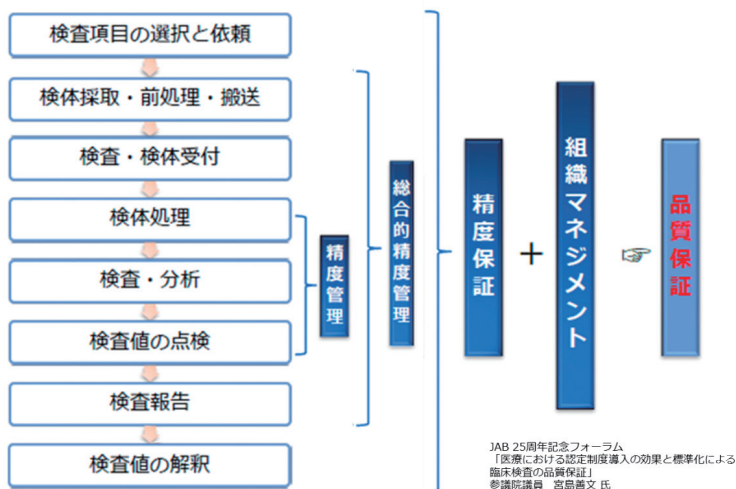 検査項目の選択と依頼
検体採取・前処理・搬送
検査・検体受付
検体処理
検査・分析
検査値の点検
検査報告
検査値の解釈
精度管理
総合的精度管理
精度保証
+
組織マネジメント
☞
品質保証
JAB 25周年記念フォーラム
「医療における認定制度導入の効果と標準化による
臨床検査の品質保証」
参議院議員 宮島善文 氏